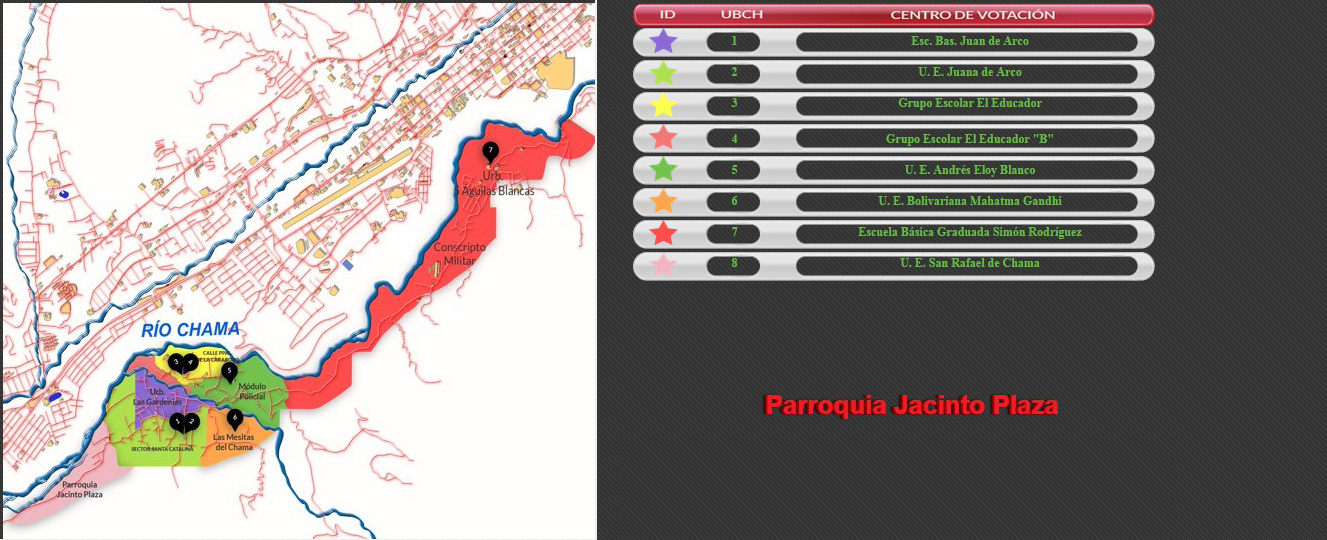 ID UBCH CENTRO DE VOTACIÓN
1 Esc. Bas. Juan de Arco
2 U. E. Juana de Arco
3 Grupo Escolar El Educador
4 Grupo Escolar El Educador "B"
5 U. E. Andrés Eloy Blanco
6 U. E. Bolivariana Mahatma Gandhi
7 Escuela Básica Graduada Simón Rodríguez
8 U. E. San Rafael de Chama
Parroquia Jacinto Plaza
7
Urb.
5 Aguilas Blancas
Conscripto
Militar
RÍO CHAMA
CALLE PPAL
DE LA CARABOBO
3 4
5
Módulo
Policial
Urb.
Las Gardenias
1 2
6
Las Mesitas
del Chama
SECTOR SANTA CATALINA
Parroquia
Jacinto Plaza